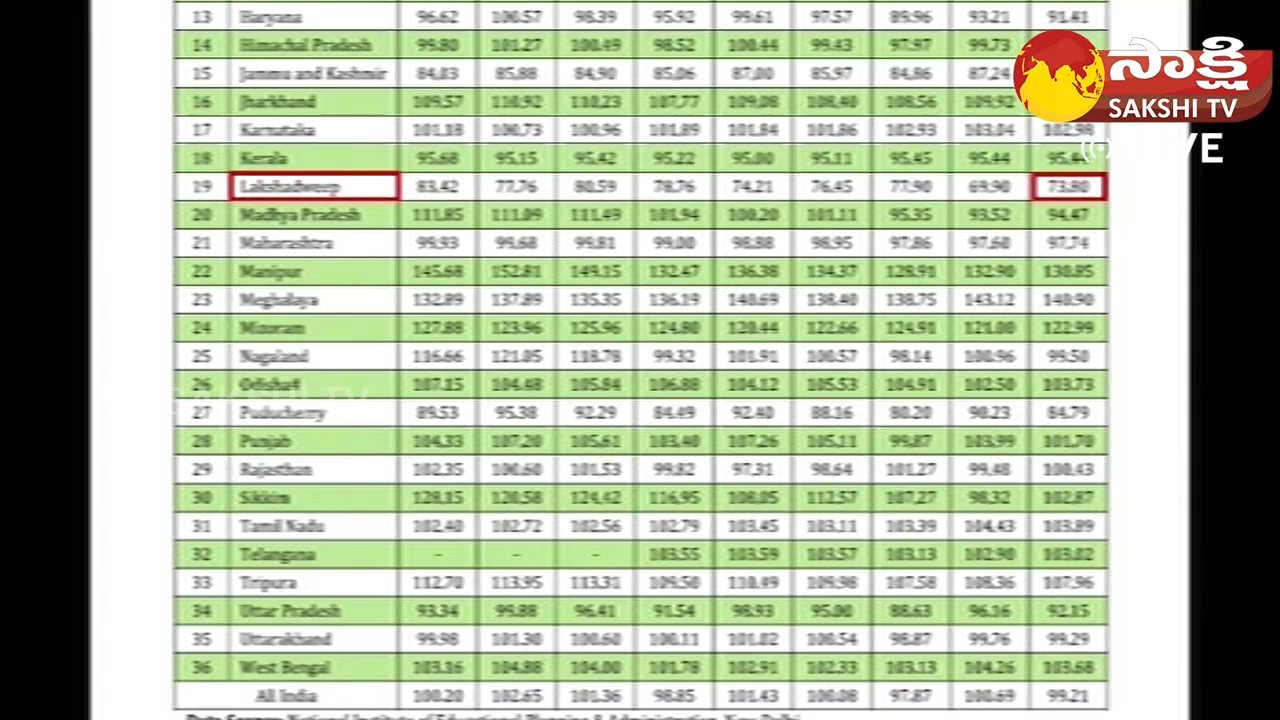 13 Haryana 96.62 100.57 98.39 95.92 99.61 97.57 89.96 93.21 91.41
14 Himachal Pradesh 99.80 101.27 100.49 98.52 100.44 99.43 97.97 99.73
15 Jammu and Kashmir 84.03 85.88 84.90 85.06 87.00 85.97 84.86 87.24
16 Jharkhand 109.57 110.92 110.23 107.77 109.08 108.40 108.56 109.92
17 Karnataka 101.18 100.73 100.96 101.89 101.84 101.86 102.93 103.04 102.98
18 Kerala 95.68 95.15 95.42 95.22 95.00 95.11 95.45 95.44 95.44
19 Lakshadweep 83.42 77.76 80.59 78.76 74.21 76.45 77.90 69.90 73.80
20 Madhya Pradesh 111.85 111.09 111.49 101.94 100.20 101.11 95.35 93.52 94.47
21 Maharashtra 99.93 99.68 99.81 99.00 98.88 98.95 97.86 97.60 97.74
22 Manipur 145.68 152.81 149.15 132.47 136.38 134.37 128.91 132.90 130.85
23 Meghalaya 132.89 137.89 135.35 136.19 140.69 138.40 138.75 143.12 140.90
24 Mizoram 127.88 123.96 125.96 124.80 120.44 122.66 124.91 121.00 122.99
25 Nagaland 116.66 121.05 118.78 99.32 101.91 100.57 98.14 100.96 99.50
26 Odisha 107.15 104.48 105.84 106.88 104.12 105.53 104.91 102.50 103.73
27 Puducherry 89.53 95.38 92.29 84.49 92.40 88.16 80.20 90.23 84.79
28 Punjab 104.33 107.20 105.61 103.40 107.26 105.11 99.87 103.99 101.70
29 Rajasthan 102.35 100.60 101.53 99.82 97.31 98.64 101.27 99.48 100.43
30 Sikkim 128.15 120.58 124.42 116.95 108.05 112.57 107.27 98.32 102.87
31 Tamil Nadu 102.40 102.72 102.56 102.79 103.45 103.11 103.39 104.43 103.89
32 Telangana - - - 103.55 103.59 103.57 103.13 102.90 103.02
33 Tripura 112.70 113.95 113.31 109.50 110.49 109.98 107.58 108.36 107.96
34 Uttar Pradesh 93.34 99.88 96.41 91.54 98.93 95.00 88.63 96.16 92.15
35 Uttarakhand 99.98 101.30 100.60 100.11 101.02 100.54 98.87 99.76 99.29
36 West Bengal 103.16 104.88 104.00 101.78 102.91 102.33 103.13 104.26 103.68
All India 100.20 102.65 101.36 98.85 101.43 100.08 97.87 100.69 99.21
Data Source: National Institute of Educational Planning & Administration, New Delhi
సాక్షి
SAKSHI TV
LIVE
SAKSHI TV